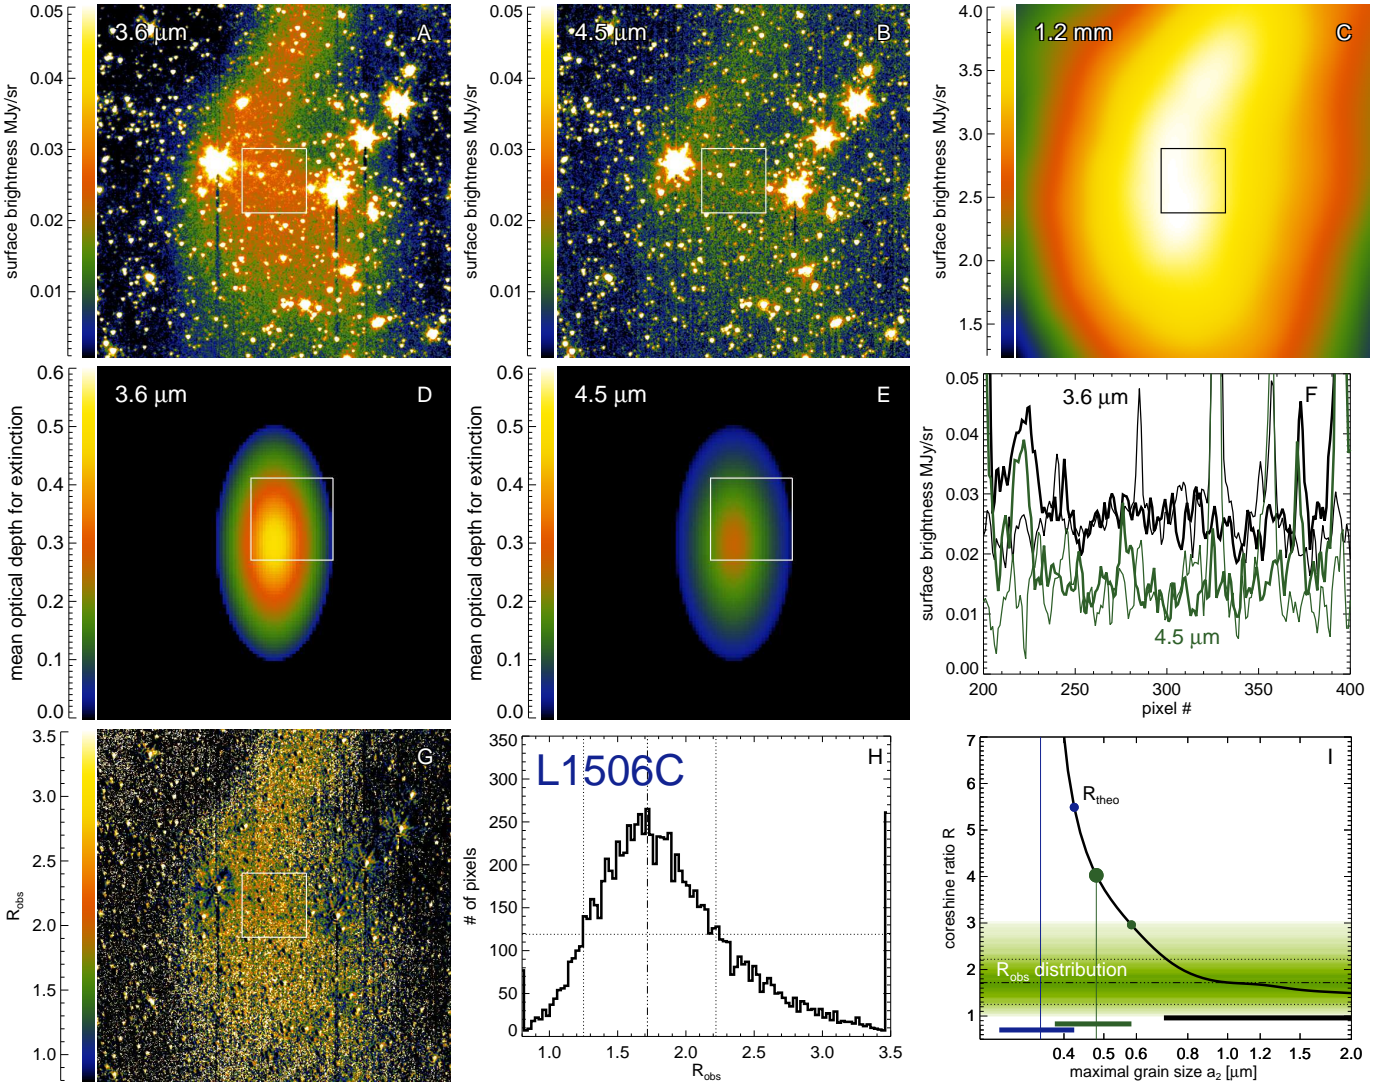 3.6 µm
A
surface brightness MJy/sr
0.05
0.04
0.03
0.02
0.01
4.5 µm
B
surface brightness MJy/sr
0.05
0.04
0.03
0.02
0.01
1.2 mm
C
surface brightness MJy/sr
4.0
3.5
3.0
2.5
2.0
1.5
3.6 µm
D
mean optical depth for extinction
0.6
0.5
0.4
0.3
0.2
0.1
0.0
4.5 µm
E
mean optical depth for extinction
0.6
0.5
0.4
0.3
0.2
0.1
0.0
3.6 µm
F
4.5 µm
surface brightness MJy/sr
0.05
0.04
0.03
0.02
0.01
0.00
200 250 300 350 400
pixel #
G
Robs
3.5
3.0
2.5
2.0
1.5
1.0
L1506C
H
# of pixels
350
300
250
200
150
100
50
0
1.0 1.5 2.0 2.5 3.0 3.5
Robs
I
Rtheo
Robs distribution
coreshine ratio R
7
6
5
4
3
2
1
0.4 0.5 0.6 0.8 1.0 1.2 1.5 2.0
maximal grain size a2 [µm]